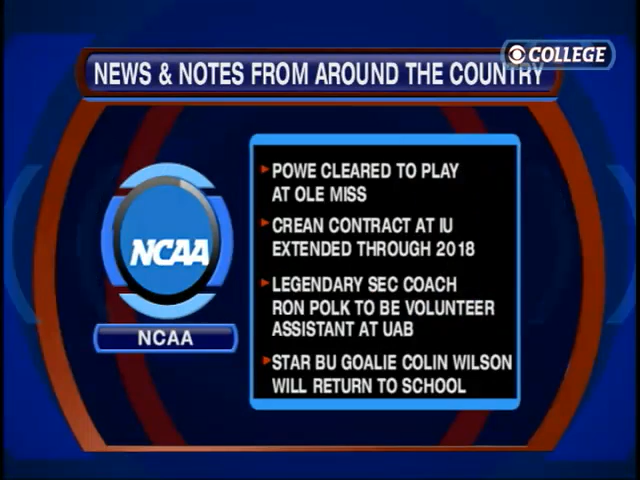 COLLEGE
NEWS & NOTES FROM AROUND THE COUNTRY
POWE CLEARED TO PLAY
AT OLE MISS
CREAN CONTRACT AT IU
EXTENDED THROUGH 2018
LEGENDARY SEC COACH
RON POLK TO BE VOLUNTEER
ASSISTANT AT UAB
STAR BU GOALIE COLIN WILSON
WILL RETURN TO SCHOOL
NCAA
NCAA